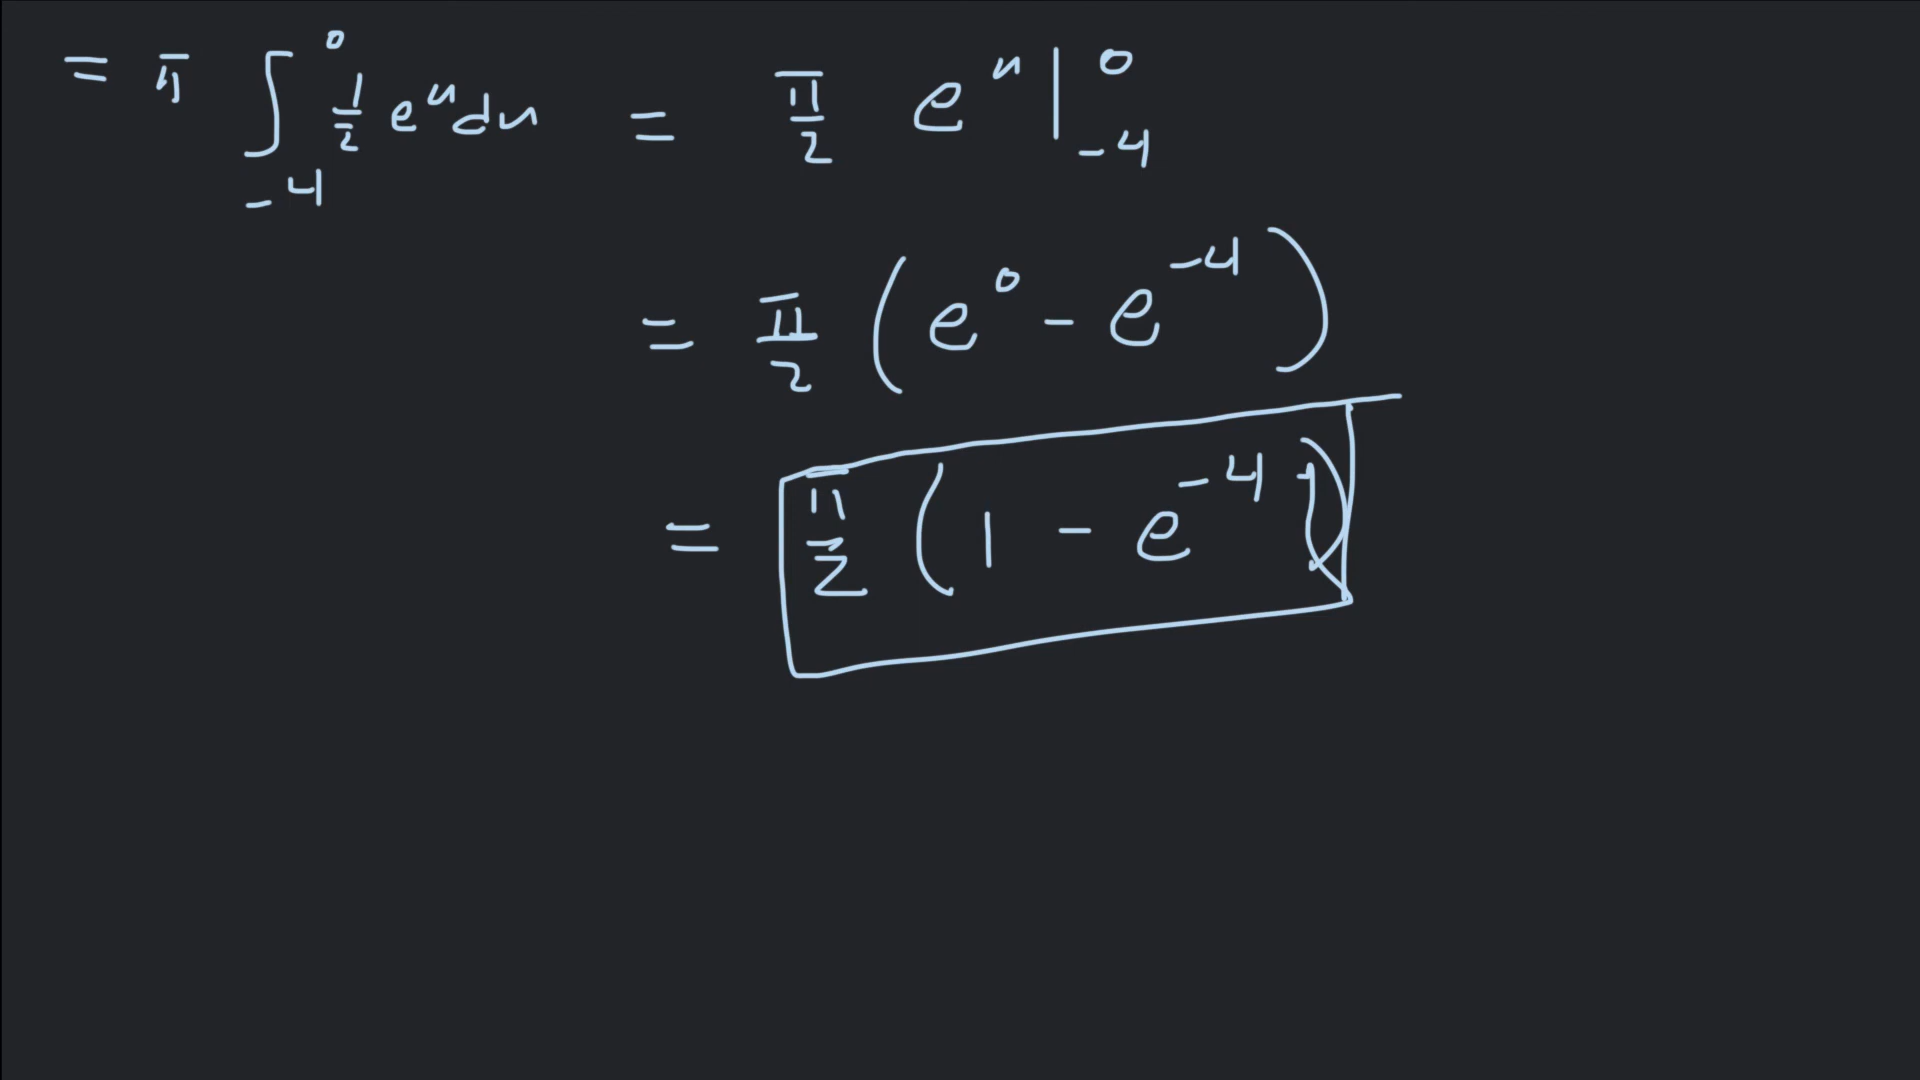 = π ∫_{-4}^{0} 1/2 e^u du = π/2 e^u |_{-4}^{0}
= π/2 (e^0 - e^{-4})
= π/2 (1 - e^{-4})